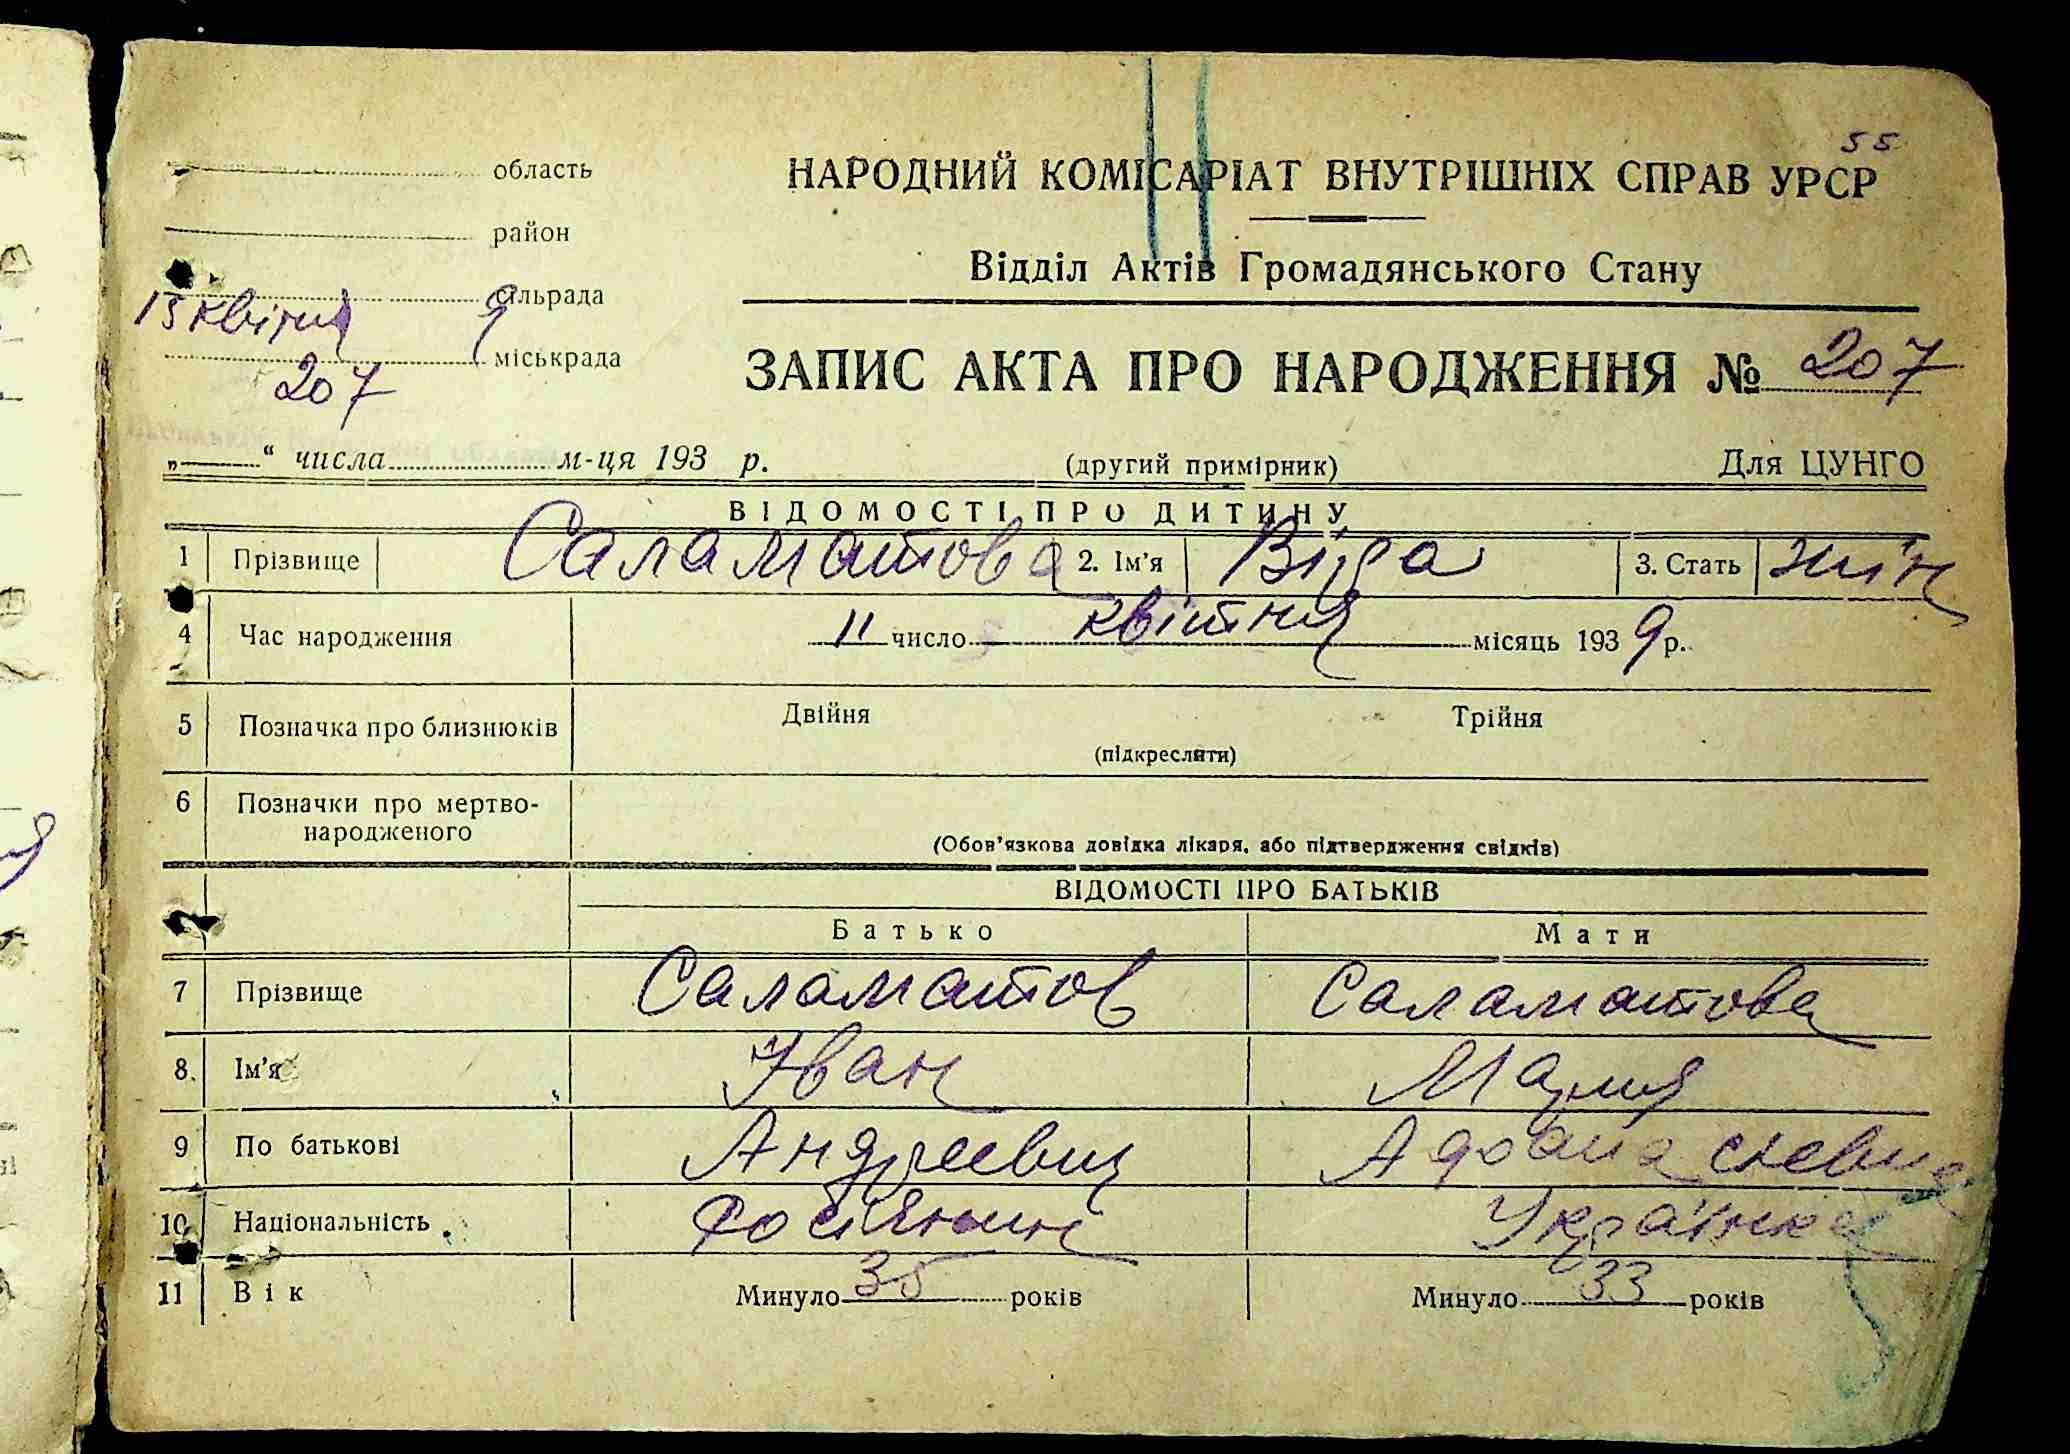 55
область
НАРОДНИЙ КОМІСАРІАТ ВНУТРІШНІХ СПРАВ УРСР
район
Відділ Актів Громадянського Стану
сільрада
13 квітня 9
міськрада
207
ЗАПИС АКТА ПРО НАРОДЖЕННЯ № 207
„ “ числа м-ця 193 р. (другий примірник) Для ЦУНГО
ВІДОМОСТІ ПРО ДИТИНУ
1 Прізвище Саламатова 2. Ім'я Віра 3. Стать жін
4 Час народження 11 число квітня місяць 1939 р.
5 Позначка про близнюків Двійня Трійня
(підкреслити)
6 Позначки про мертво-
народженого
(Обов'язкова довідка лікаря, або підтвердження свідків)
ВІДОМОСТІ ПРО БАТЬКІВ
Батько Мати
7 Прізвище Саламатов Саламатова
8. Ім'я Іван Мария
9 По батькові Андреевич
10 Національність Росіянин Українка
11 Вік Минуло 35 років Минуло 33 років